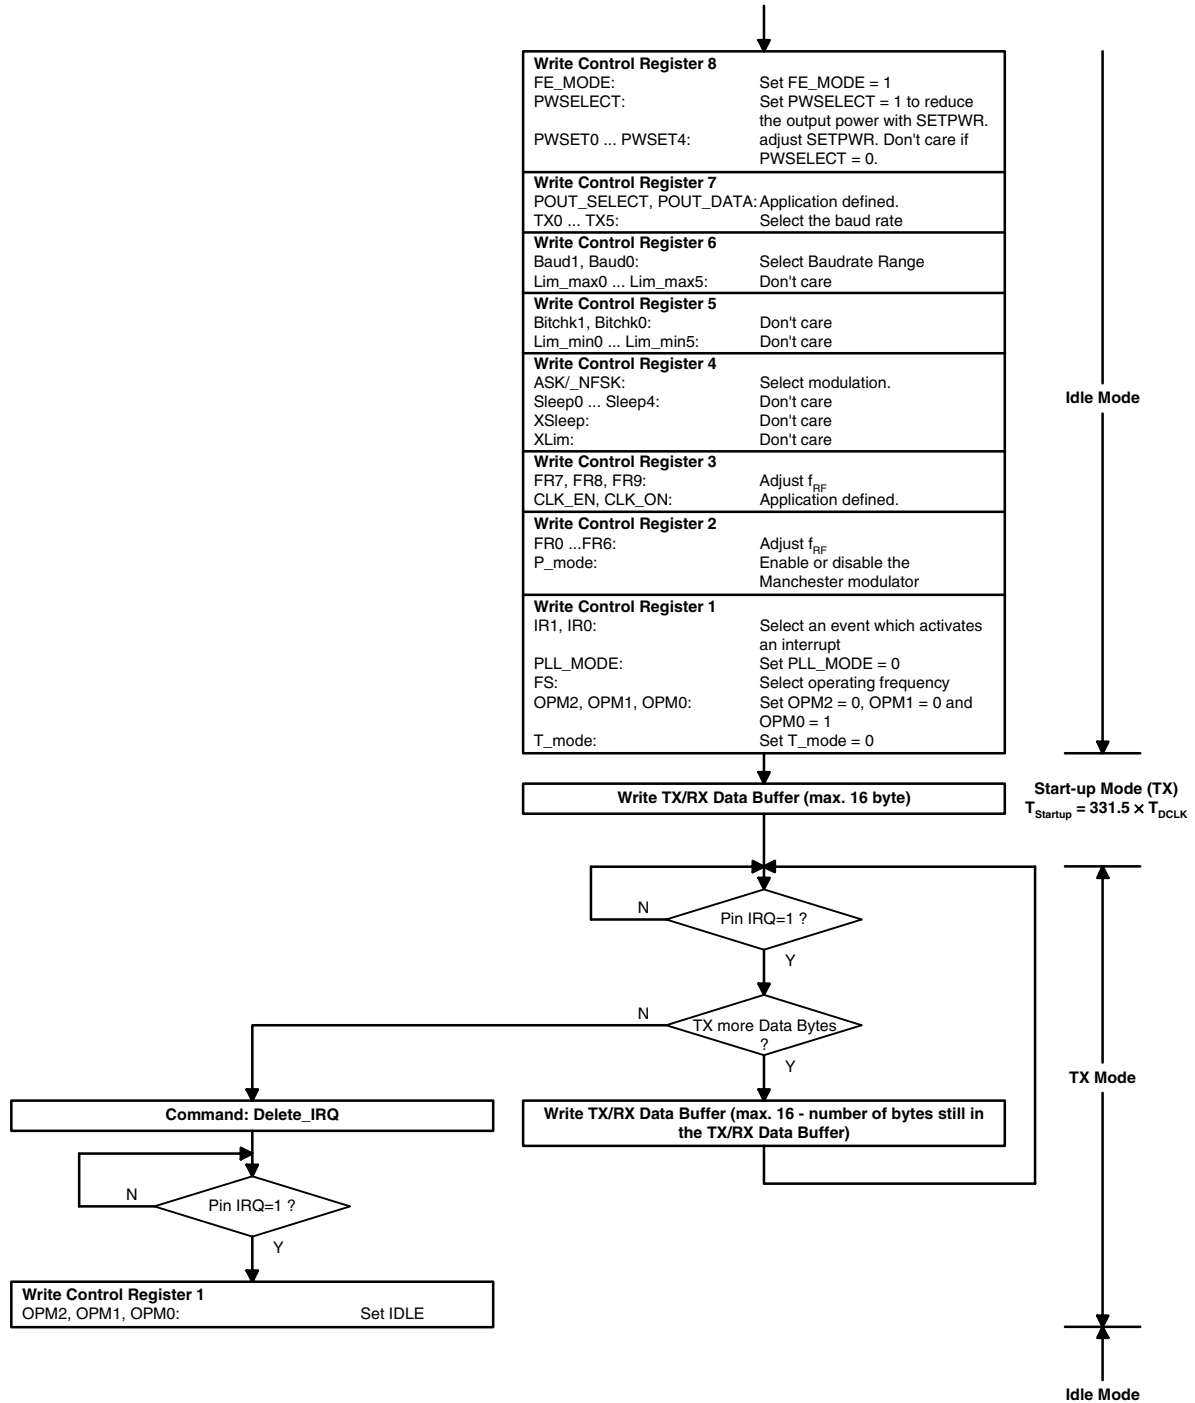 Write Control Register 8
FE_MODE: Set FE_MODE = 1
PWSELECT: Set PWSELECT = 1 to reduce
the output power with SETPWR.
PWSET0 ... PWSET4: adjust SETPWR. Don't care if
PWSELECT = 0.
Write Control Register 7
POUT_SELECT, POUT_DATA: Application defined.
TX0 ... TX5: Select the baud rate
Write Control Register 6
Baud1, Baud0: Select Baudrate Range
Lim_max0 ... Lim_max5: Don't care
Write Control Register 5
Bitchk1, Bitchk0: Don't care
Lim_min0 ... Lim_min5: Don't care
Write Control Register 4
ASK/_NFSK: Select modulation.
Sleep0 ... Sleep4: Don't care
XSleep: Don't care
XLim: Don't care
Idle Mode
Write Control Register 3
FR7, FR8, FR9: Adjust fRF
CLK_EN, CLK_ON: Application defined.
Write Control Register 2
FR0 ...FR6: Adjust fRF
P_mode: Enable or disable the
Manchester modulator
Write Control Register 1
IR1, IR0: Select an event which activates
an interrupt
PLL_MODE: Set PLL_MODE = 0
FS: Select operating frequency
OPM2, OPM1, OPM0: Set OPM2 = 0, OPM1 = 0 and
OPM0 = 1
T_mode: Set T_mode = 0
Write TX/RX Data Buffer (max. 16 byte)
Start-up Mode (TX)
TStartup = 331.5 × TDCLK
N
Pin IRQ=1 ?
Y
N
TX more Data Bytes
?
Y
TX Mode
Command: Delete_IRQ
Write TX/RX Data Buffer (max. 16 - number of bytes still in
the TX/RX Data Buffer)
N
Pin IRQ=1 ?
Y
Write Control Register 1
OPM2, OPM1, OPM0: Set IDLE
Idle Mode